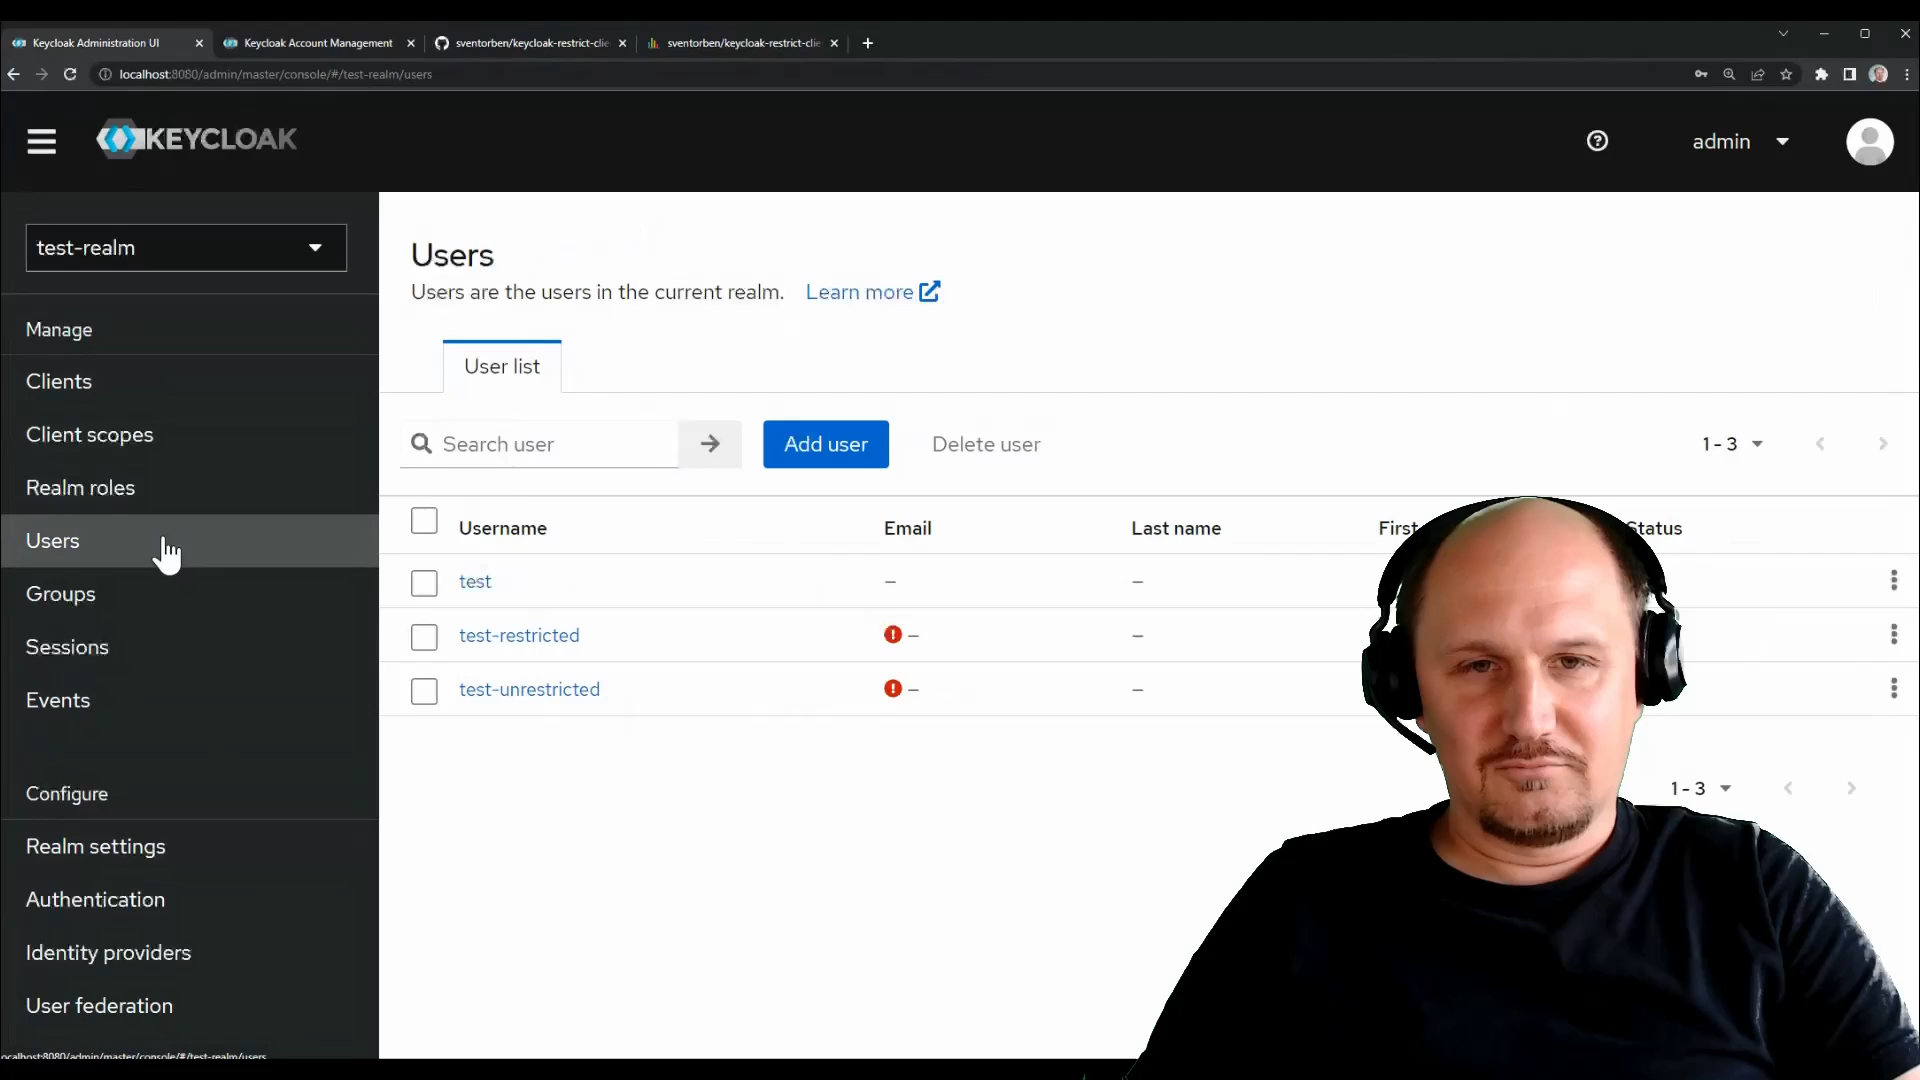 Keycloak Administration UI
Keycloak Account Management
sventorben/keycloak-restrict-clie
sventorben/keycloak-restrict-clie
localhost:8080/admin/master/console/#/test-realm/users
KEYCLOAK
admin
test-realm
Manage
Clients
Client scopes
Realm roles
Users
Groups
Sessions
Events
Configure
Realm settings
Authentication
Identity providers
User federation
Users
Users are the users in the current realm. Learn more
User list
Search user
Add user
Delete user
1 - 3
Username Email Last name First Status
test – –
test-restricted – –
test-unrestricted – –
1 - 3
ocalhost:8080/admin/master/console/#/test-realm/users